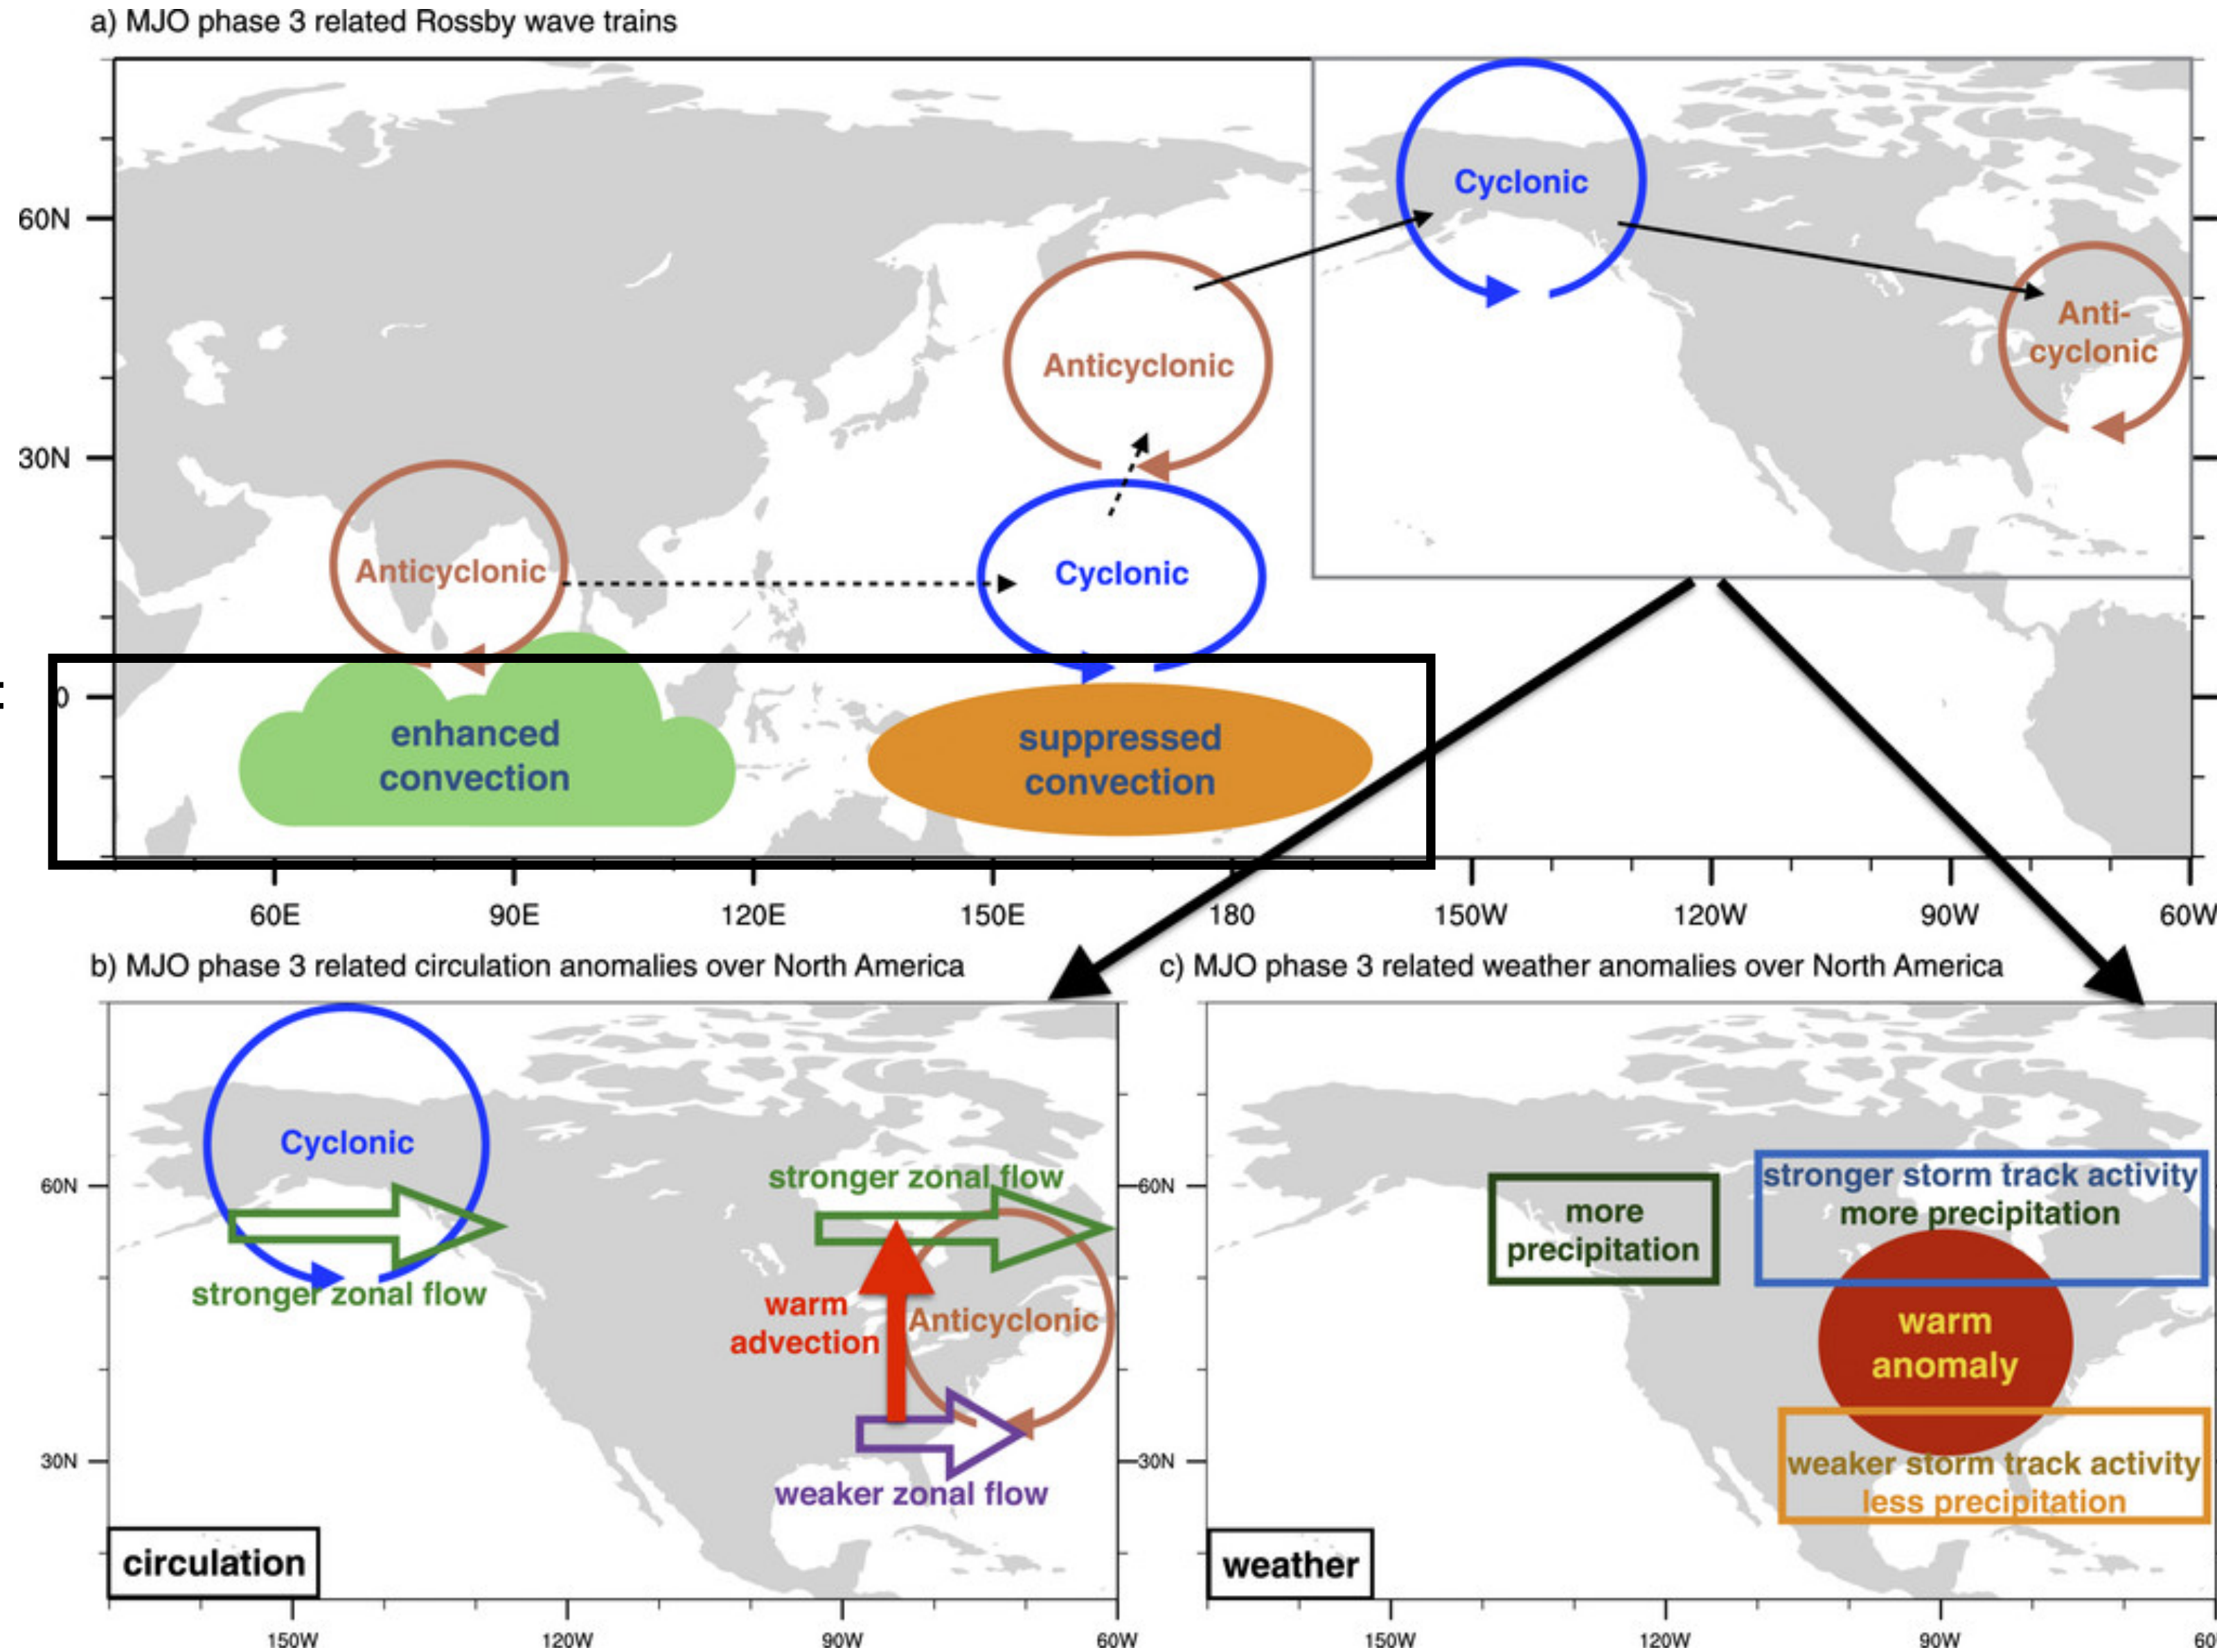 a) MJO phase 3 related Rossby wave trains
60N
30N
0
Cyclonic
Anti-
cyclonic
Anticyclonic
Anticyclonic
Cyclonic
:
enhanced
convection
suppressed
convection
60E 90E 120E 150E 180 150W 120W 90W 60W
b) MJO phase 3 related circulation anomalies over North America
60N
30N
Cyclonic
stronger zonal flow
stronger zonal flow
warm
advection
Anticyclonic
weaker zonal flow
circulation
150W 120W 90W 60W
c) MJO phase 3 related weather anomalies over North America
60N
30N
more
precipitation
stronger storm track activity
more precipitation
warm
anomaly
weaker storm track activity
less precipitation
weather
150W 120W 90W